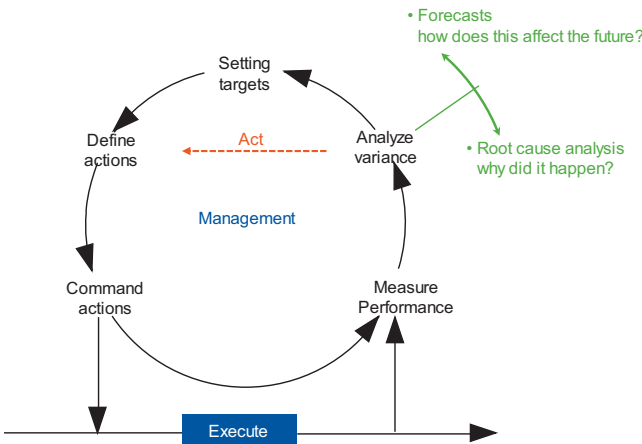 • Forecasts
how does this affect the future?
Setting
targets
Act
Define
actions
Analyze
variance
• Root cause analysis
why did it happen?
Management
Command
actions
Measure
Performance
Execute